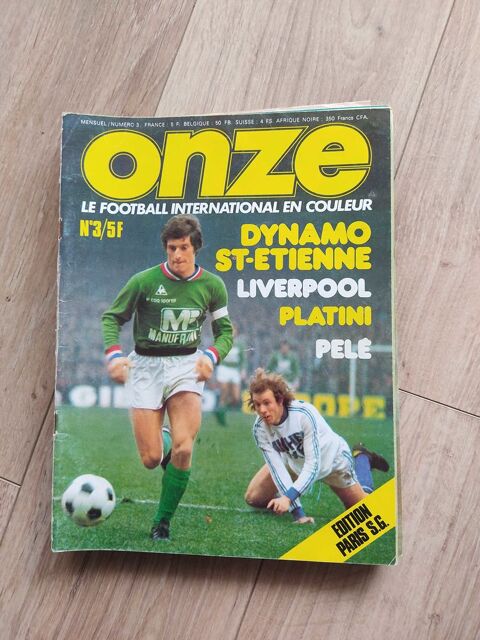 MENSUEL/NUMERO 3. FRANCE: 5 F. BELGIQUE: 50 FB. SUISSE: 4 FS. AFRIQUE NOIRE: 350 Francs CFA.
onze
LE FOOTBALL INTERNATIONAL EN COULEUR
N°3/5F
DYNAMO
ST-ETIENNE
LIVERPOOL
PLATINI
PELÉ
le coq sportif
MANUFRANCE
EDITION
PARIS S.G.